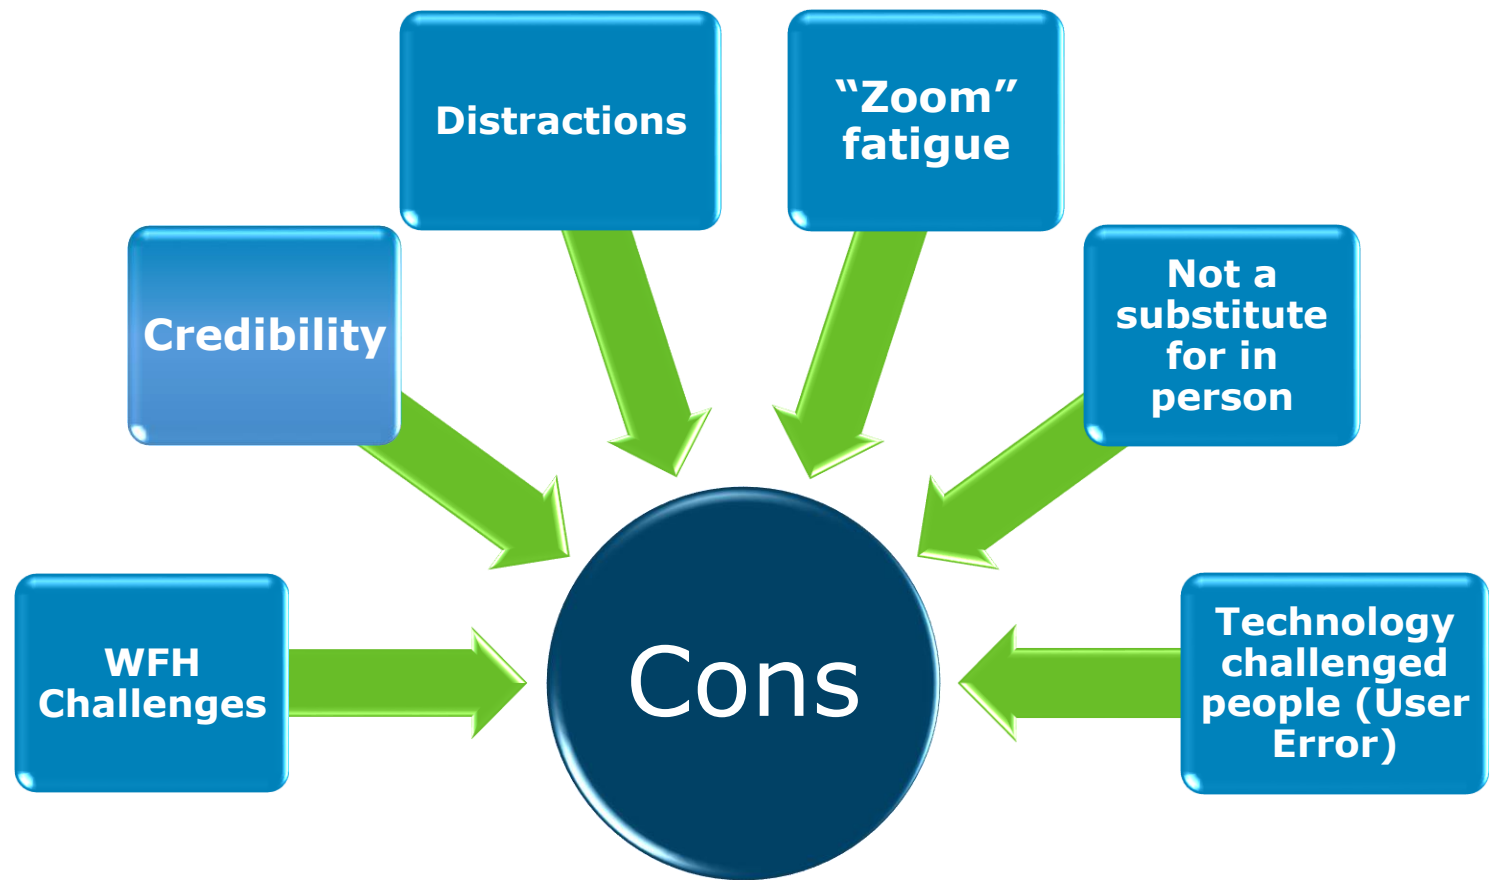 Distractions
“Zoom”
fatigue
Credibility
Not a
substitute
for in
person
WFH
Challenges
Cons
Technology
challenged
people (User
Error)